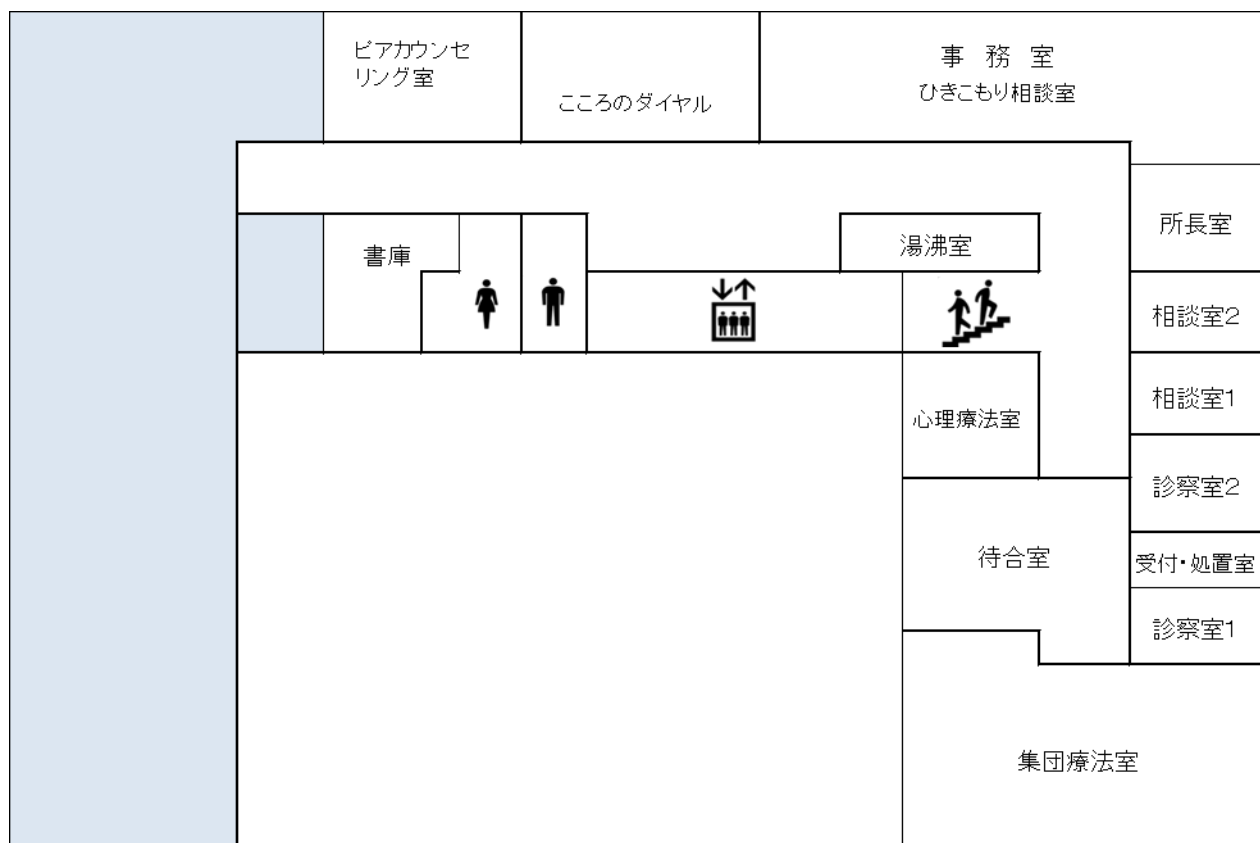 ピアカウンセ
リング室
こころのダイヤル
事 務 室
ひきこもり相談室
所長室
書庫
湯沸室
相談室2
相談室1
心理療法室
診察室2
待合室
受付・処置室
診察室1
集団療法室